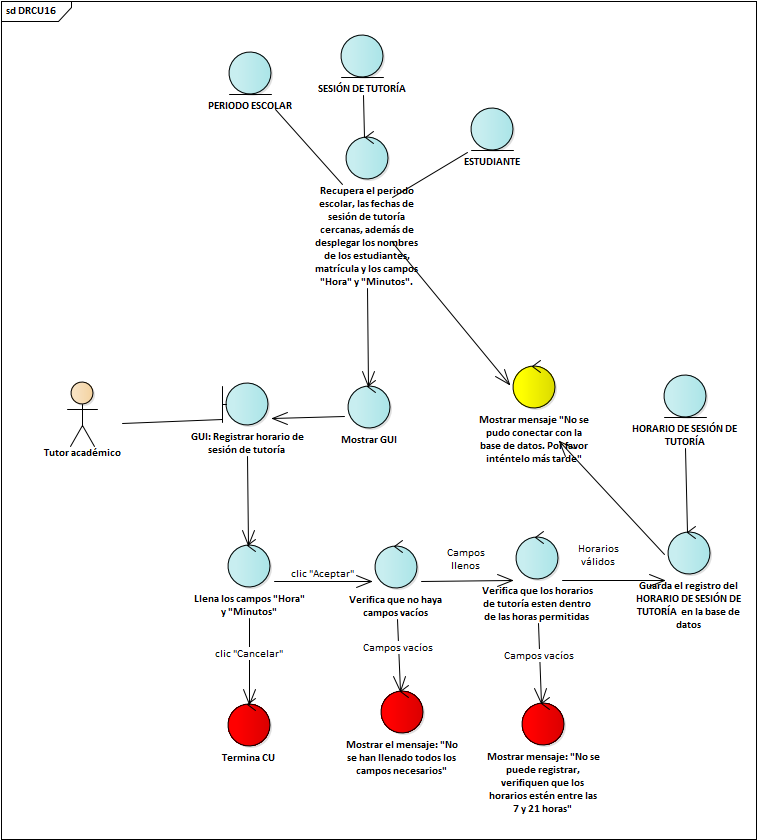 sd DRCU16
SESIÓN DE TUTORÍA
PERIODO ESCOLAR
ESTUDIANTE
Recupera el periodo
escolar, las fechas de
sesión de tutoría
cercanas, además de
desplegar los nombres
de los estudiantes,
matrícula y los campos
"Hora" y "Minutos".
Mostrar mensaje "No se
pudo conectar con la
base de datos. Por favor
inténtelo más tarde"
HORARIO DE SESIÓN DE
TUTORÍA
Tutor académico
GUI: Registrar horario de
sesión de tutoría
Mostrar GUI
Llena los campos "Hora"
y "Minutos"
clic "Aceptar"
Verifica que no haya
campos vacíos
Campos
llenos
Verifica que los horarios
de tutoría esten dentro
de las horas permitidas
Horarios
válidos
Guarda el registro del
HORARIO DE SESIÓN DE
TUTORÍA en la base de
datos
clic "Cancelar"
Campos vacíos
Campos vacíos
Termina CU
Mostrar el mensaje: "No
se han llenado todos los
campos necesarios"
Mostrar mensaje: "No se
puede registrar,
verifiquen que los
horarios estén entre las
7 y 21 horas"